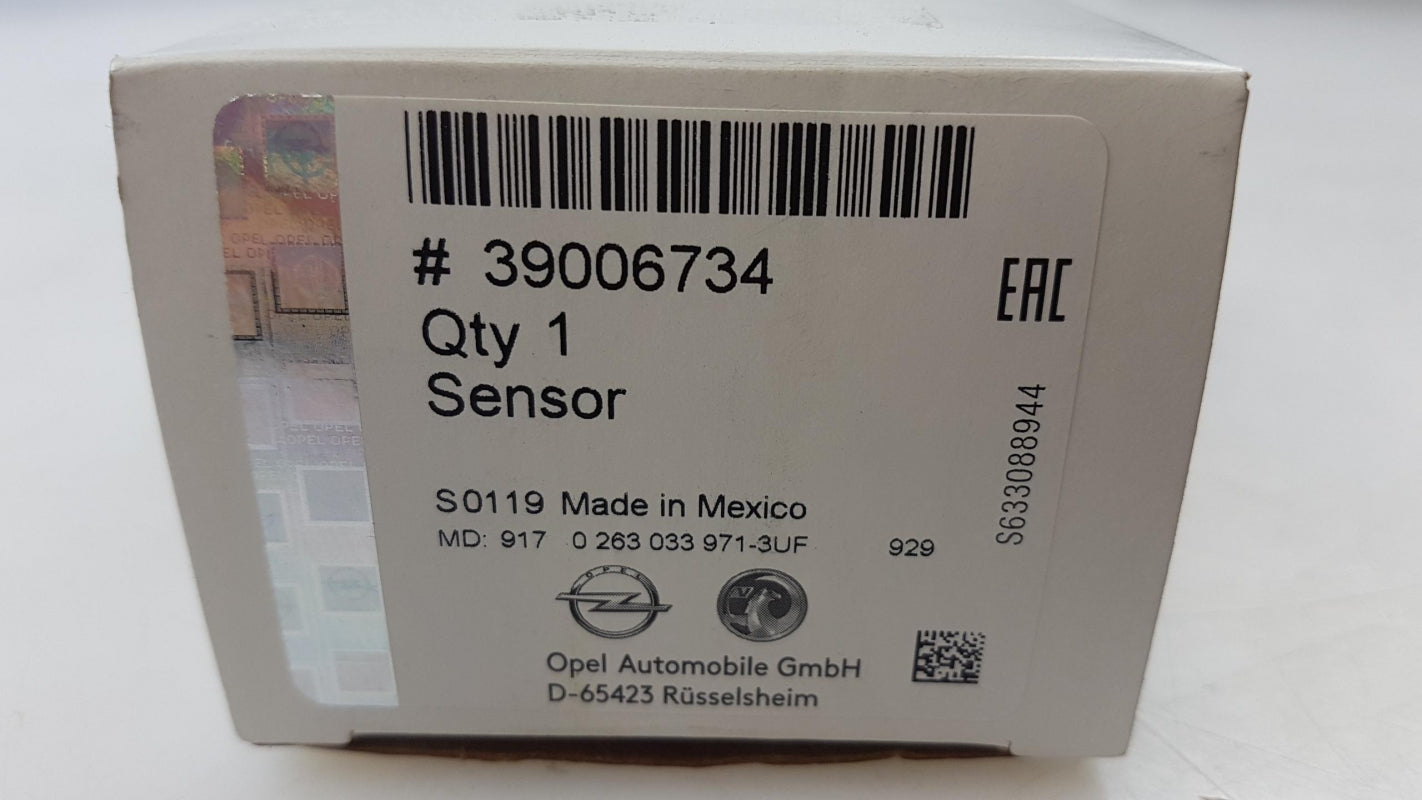 # 39006734
Qty 1
Sensor
EAC
S633088944
S0119 Made in Mexico
MD: 917 0 263 033 971-3UF 929
OPEL
Opel Automobile GmbH
D-65423 Rüsselsheim